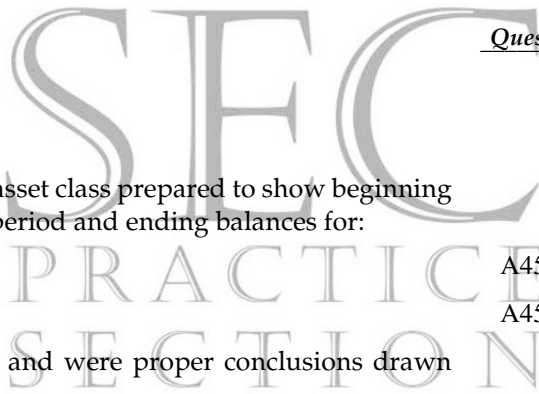 SEC
Ques
asset class prepared to show beginning
period and ending balances for:
PRACTICE
A45
A45
and were proper conclusions drawn
SECTION